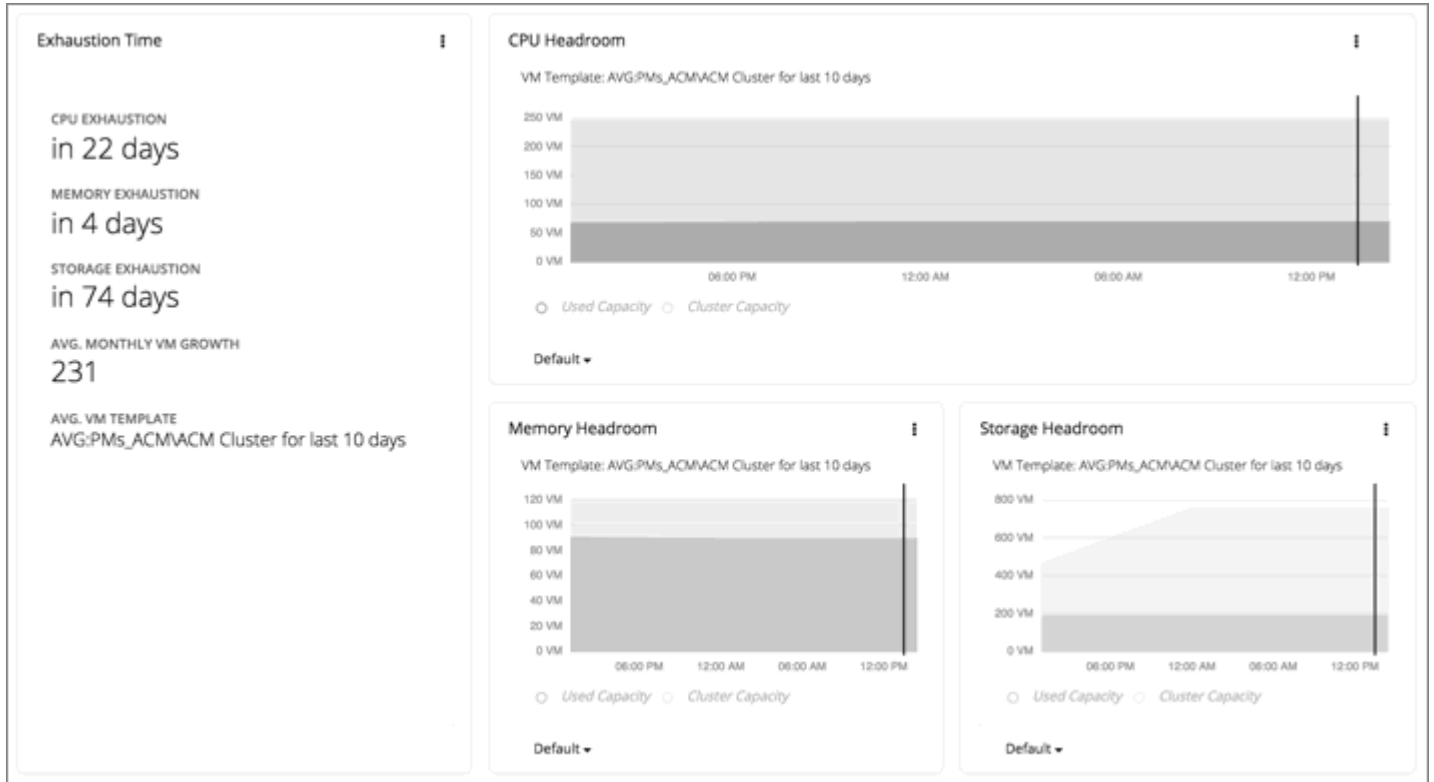 Exhaustion Time
CPU EXHAUSTION
in 22 days
MEMORY EXHAUSTION
in 4 days
STORAGE EXHAUSTION
in 74 days
AVG. MONTHLY VM GROWTH
231
AVG. VM TEMPLATE
AVG:PMs_ACM\ACM Cluster for last 10 days
CPU Headroom
VM Template: AVG:PMs_ACM\ACM Cluster for last 10 days
250 VM
200 VM
150 VM
100 VM
50 VM
0 VM
06:00 PM 12:00 AM 06:00 AM 12:00 PM
Used Capacity Cluster Capacity
Default
Memory Headroom
VM Template: AVG:PMs_ACM\ACM Cluster for last 10 days
120 VM
100 VM
80 VM
60 VM
40 VM
20 VM
0 VM
06:00 PM 12:00 AM 06:00 AM 12:00 PM
Used Capacity Cluster Capacity
Default
Storage Headroom
VM Template: AVG:PMs_ACM\ACM Cluster for last 10 days
800 VM
600 VM
400 VM
200 VM
0 VM
06:00 PM 12:00 AM 06:00 AM 12:00 PM
Used Capacity Cluster Capacity
Default